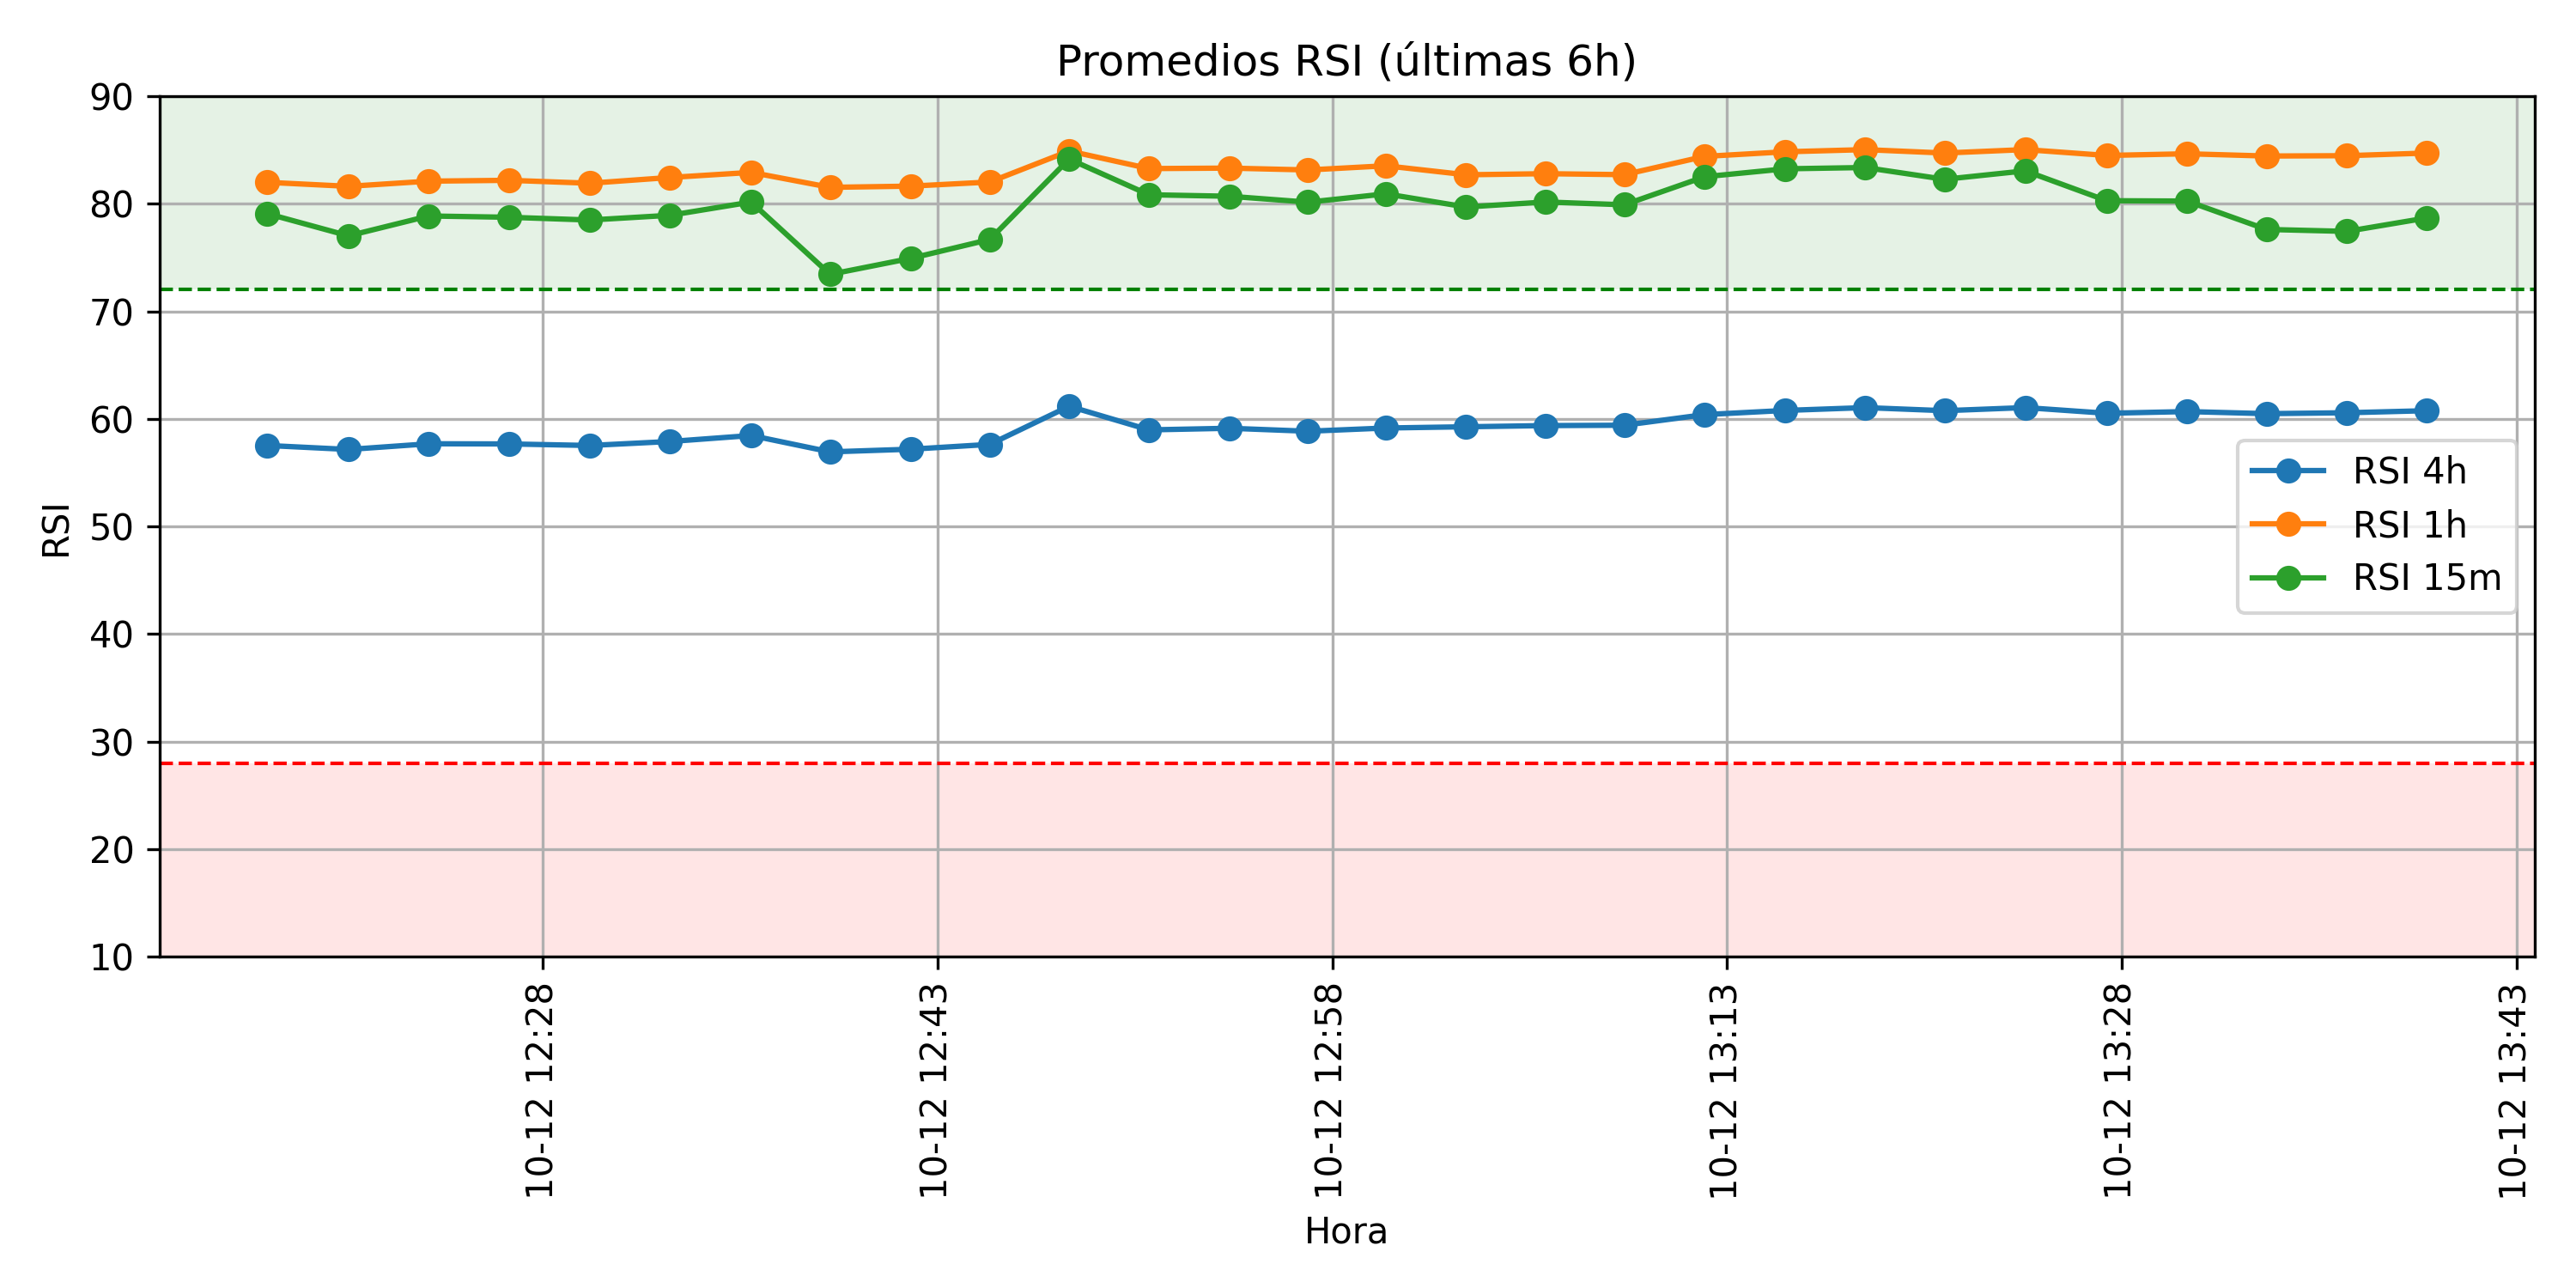 Promedios RSI (últimas 6h)
90
80
70
60
50
40
30
20
10
RSI
RSI 4h
RSI 1h
RSI 15m
10-12 12:28
10-12 12:43
10-12 12:58
10-12 13:13
10-12 13:28
10-12 13:43
Hora